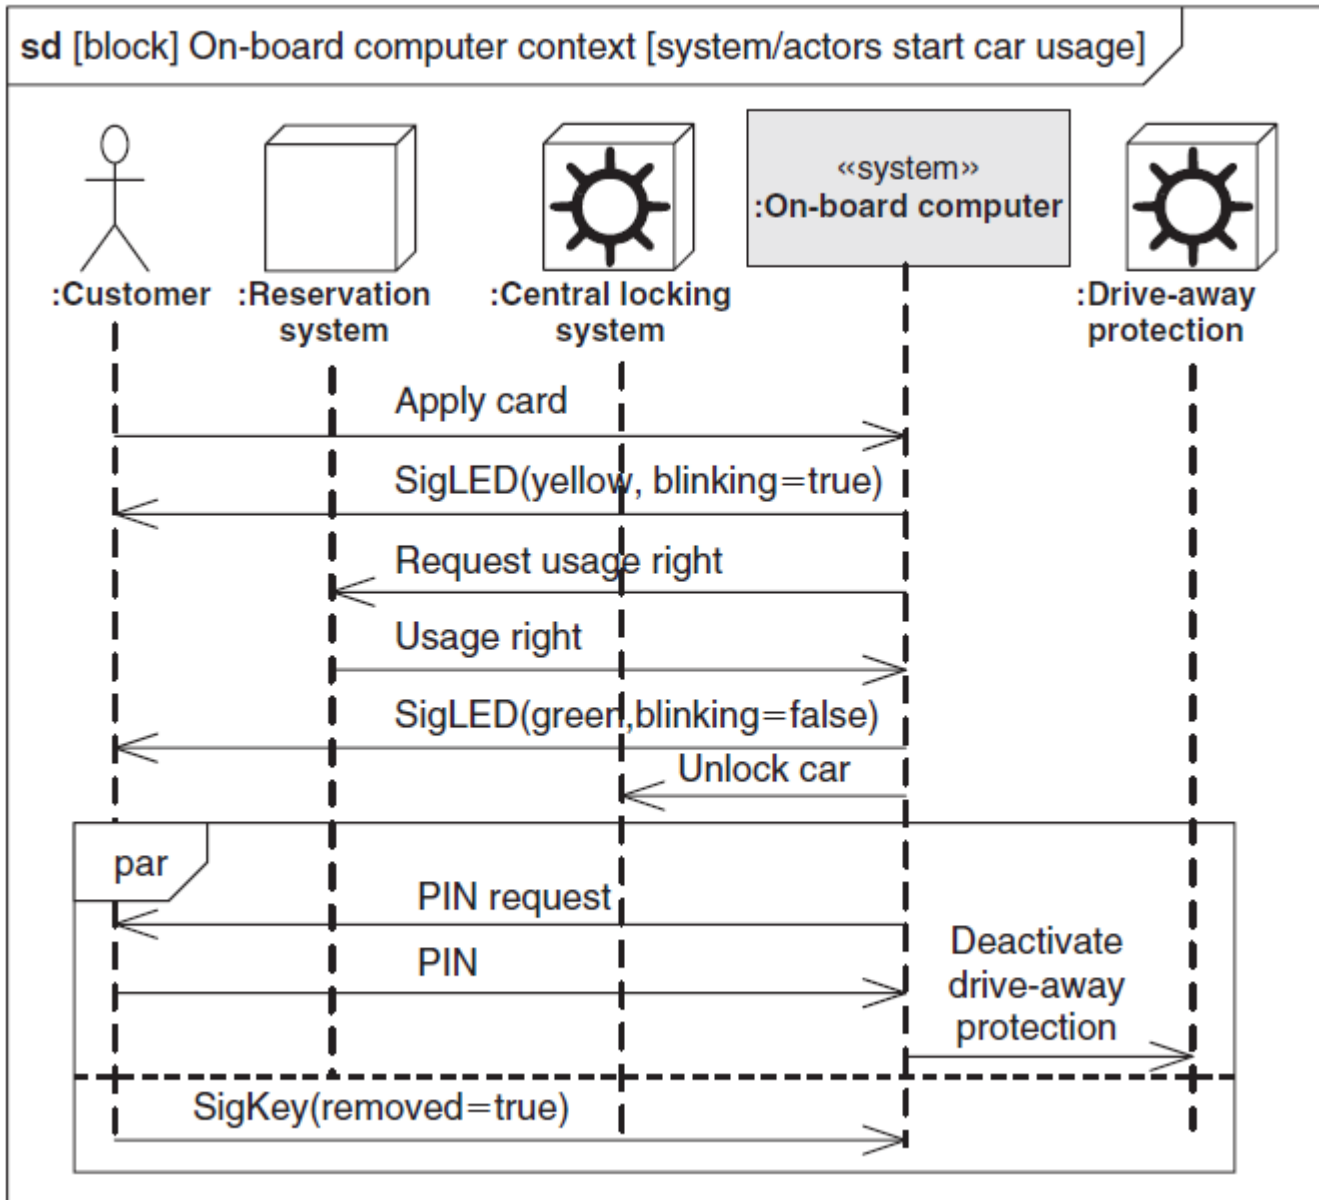 sd [block] On-board computer context [system/actors start car usage]
«system»
:On-board computer
:Customer
:Reservation
system
:Central locking
system
:Drive-away
protection
Apply card
SigLED(yellow, blinking=true)
Request usage right
Usage right
SigLED(green,blinking=false)
Unlock car
par
PIN request
PIN
Deactivate
drive-away
protection
SigKey(removed=true)